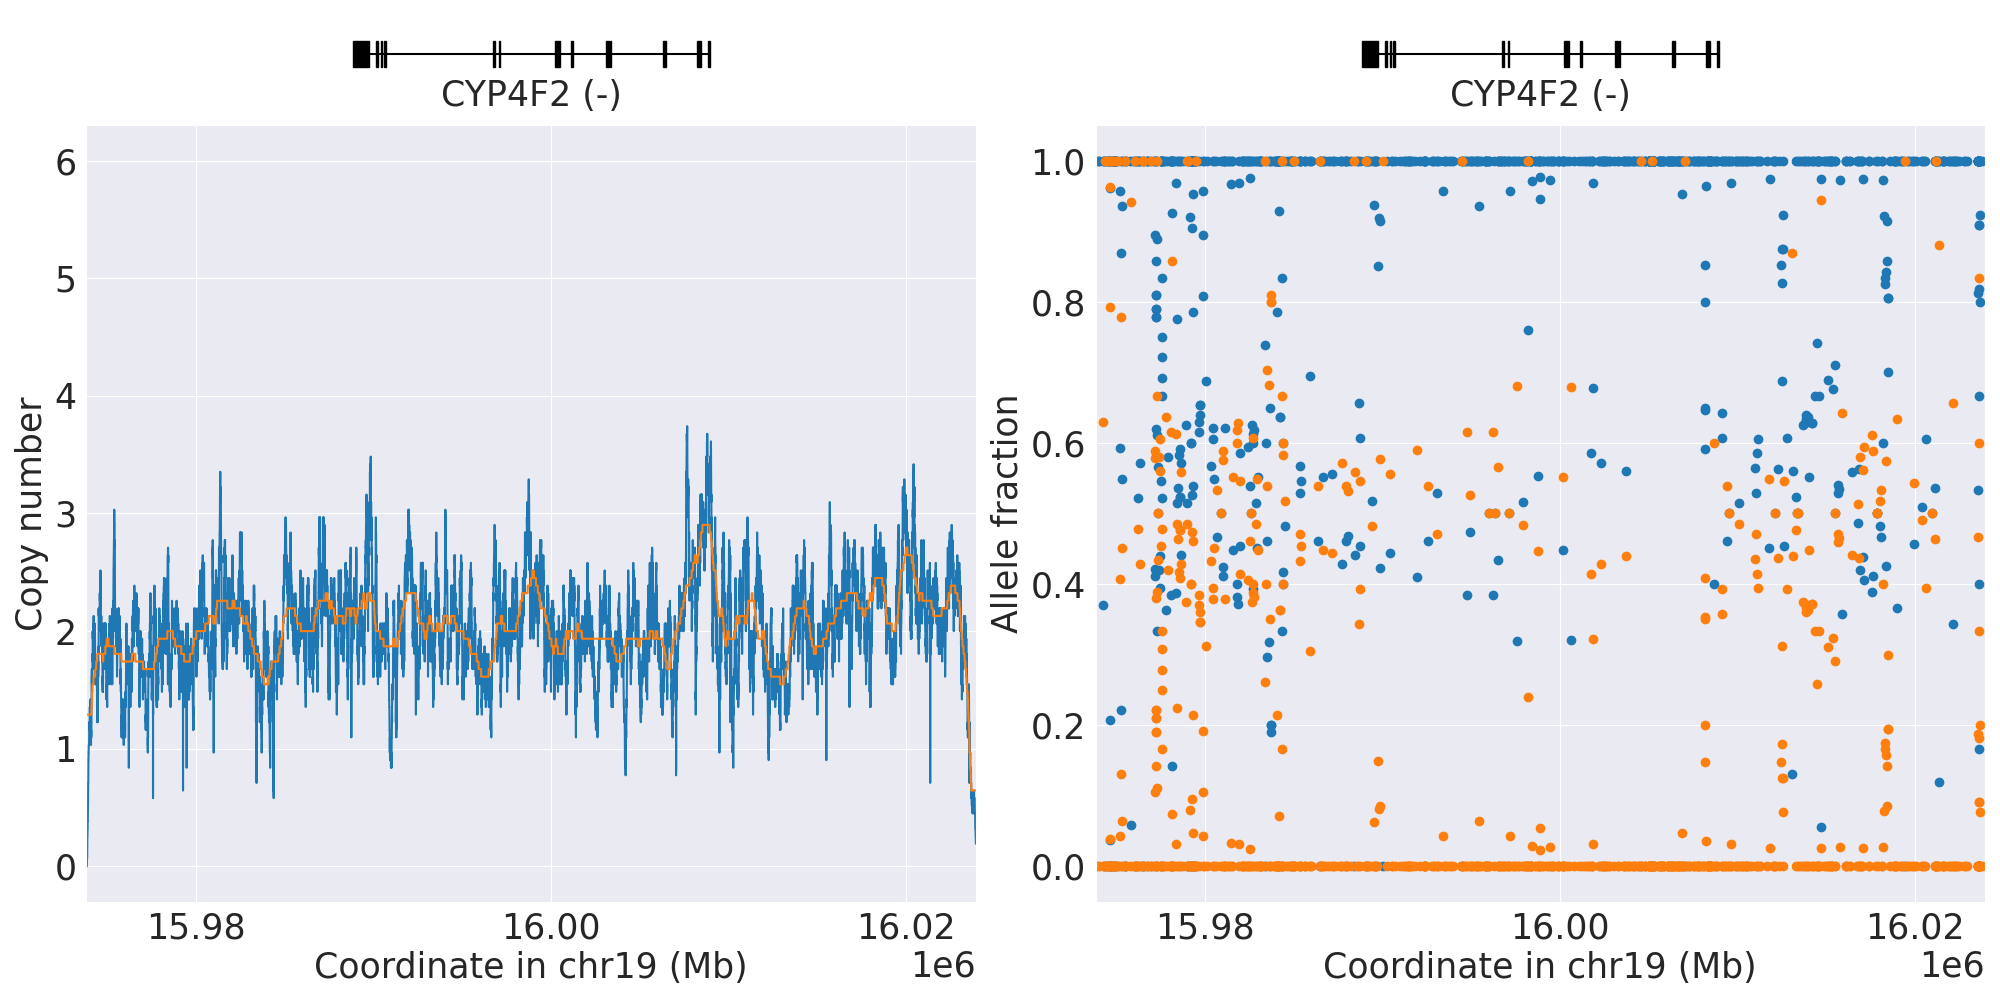 CYP4F2 (-)
6
5
4
3
2
1
0
Copy number
15.98
16.00
16.02
Coordinate in chr19 (Mb)
1e6
CYP4F2 (-)
1.0
0.8
0.6
0.4
0.2
0.0
Allele fraction
15.98
16.00
16.02
Coordinate in chr19 (Mb)
1e6